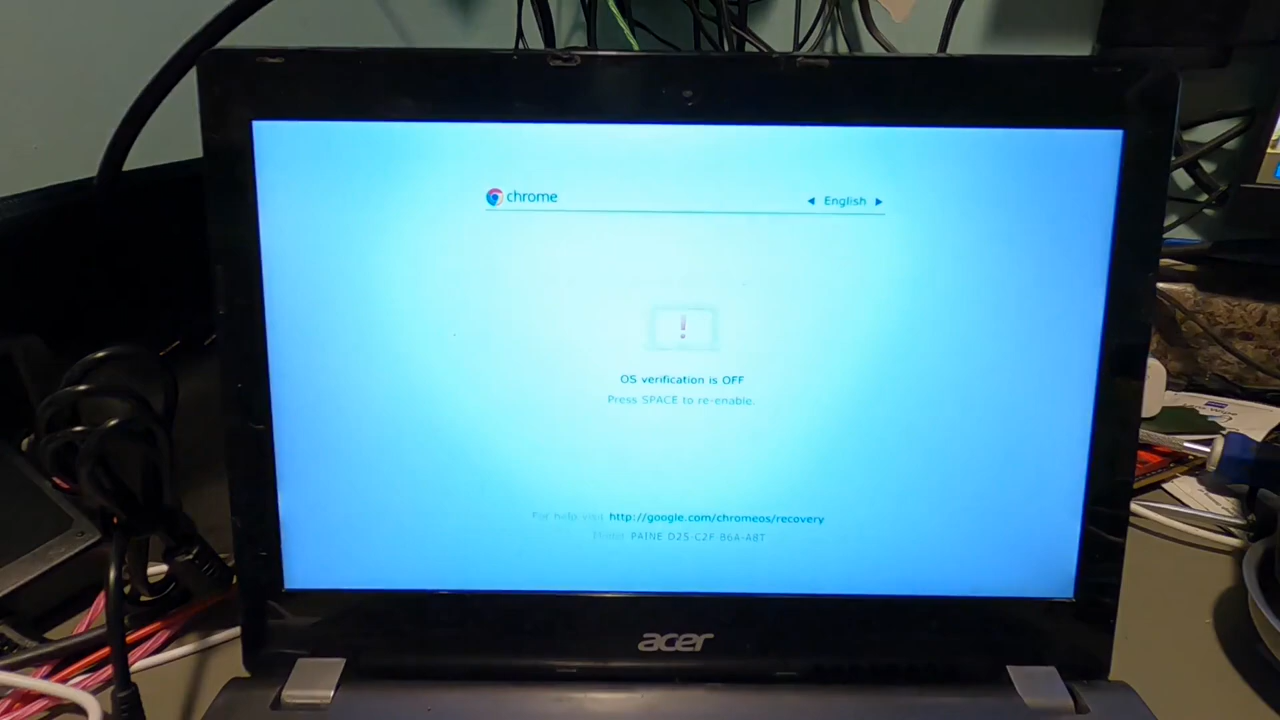 chrome
◀ English ▶
!
OS verification is OFF
Press SPACE to re-enable.
For help visit http://google.com/chromeos/recovery
Model PAINE D25-C2F-B6A-A8T
acer